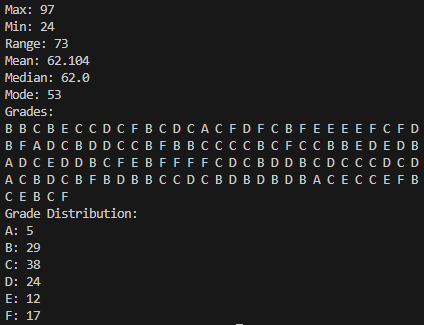 Max: 97
Min: 24
Range: 73
Mean: 62.104
Median: 62.0
Mode: 53
Grades:
B B C B E C C D C F B C D C A C F D F C B F E E E E F C F D
B F A D C B D D C C B F B B C C C C B C F C C B B E D E D B
A D C E D D B C F E B F F F F C D C B D D B C D C C C D C D
A C B D C B F B D B B C C D C B D B D B D B A C E C C E F B
C E B C F
Grade Distribution:
A: 5
B: 29
C: 38
D: 24
E: 12
F: 17